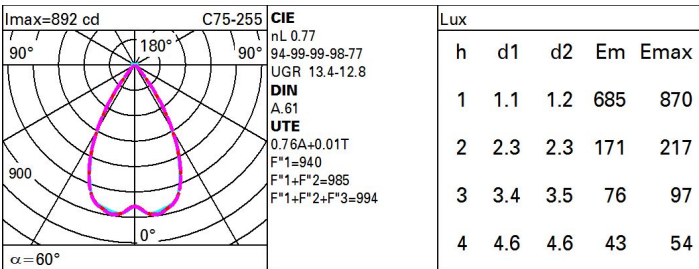 Imax=892 cd C75-255
90° 180° 90°
900
0°
α=60°
CIE
nL 0.77
94-99-99-98-77
UGR 13.4-12.8
DIN
A.61
UTE
0.76A+0.01T
F"1=940
F"1+F"2=985
F"1+F"2+F"3=994
Lux
h d1 d2 Em Emax
1 1.1 1.2 685 870
2 2.3 2.3 171 217
3 3.4 3.5 76 97
4 4.6 4.6 43 54